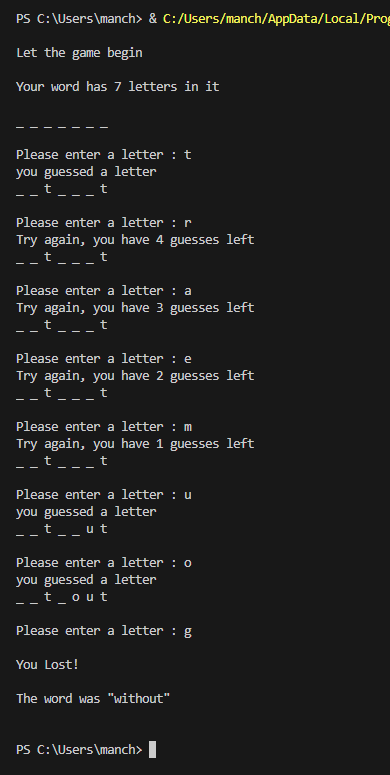 PS C:\Users\manch> & C:/Users/manch/AppData/Local/Prog
Let the game begin
Your word has 7 letters in it
_ _ _ _ _ _ _
Please enter a letter : t
you guessed a letter
_ _ t _ _ _ t
Please enter a letter : r
Try again, you have 4 guesses left
_ _ t _ _ _ t
Please enter a letter : a
Try again, you have 3 guesses left
_ _ t _ _ _ t
Please enter a letter : e
Try again, you have 2 guesses left
_ _ t _ _ _ t
Please enter a letter : m
Try again, you have 1 guesses left
_ _ t _ _ _ t
Please enter a letter : u
you guessed a letter
_ _ t _ _ u t
Please enter a letter : o
you guessed a letter
_ _ t _ o u t
Please enter a letter : g
You Lost!
The word was "without"
PS C:\Users\manch>